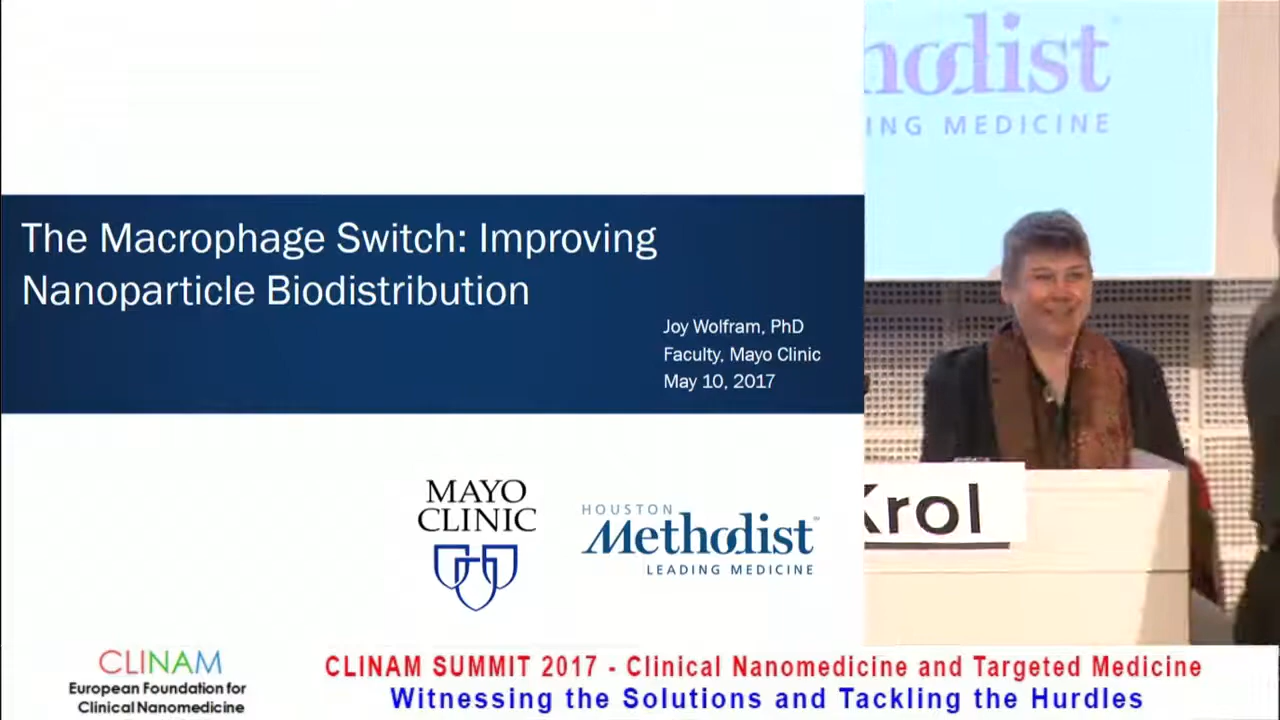 The Macrophage Switch: Improving
Nanoparticle Biodistribution
Joy Wolfram, PhD
Faculty, Mayo Clinic
May 10, 2017
MAYO
CLINIC
HOUSTON
Methodist
LEADING MEDICINE
hodist
ING MEDICINE
Krol
CLINAM
European Foundation for
Clinical Nanomedicine
CLINAM SUMMIT 2017 - Clinical Nanomedicine and Targeted Medicine
Witnessing the Solutions and Tackling the Hurdles